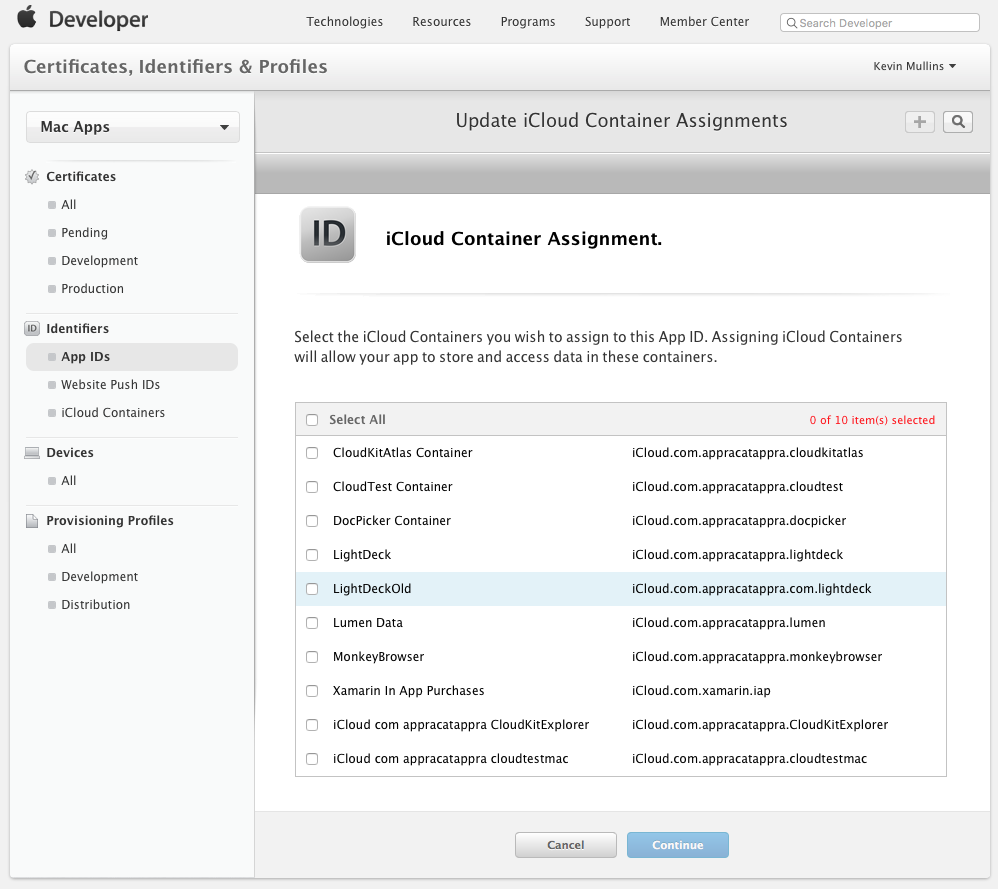 Developer
Technologies Resources Programs Support Member Center Search Developer
Certificates, Identifiers & Profiles
Kevin Mullins
Mac Apps
Update iCloud Container Assignments
Certificates
All
Pending
Development
Production
Identifiers
App IDs
Website Push IDs
iCloud Containers
Devices
All
Provisioning Profiles
All
Development
Distribution
ID
iCloud Container Assignment.
Select the iCloud Containers you wish to assign to this App ID. Assigning iCloud Containers
will allow your app to store and access data in these containers.
Select All 0 of 10 item(s) selected
CloudKitAtlas Container iCloud.com.appracatappra.cloudkitatlas
CloudTest Container iCloud.com.appracatappra.cloudtest
DocPicker Container iCloud.com.appracatappra.docpicker
LightDeck iCloud.com.appracatappra.lightdeck
LightDeckOld iCloud.com.appracatappra.com.lightdeck
Lumen Data iCloud.com.appracatappra.lumen
MonkeyBrowser iCloud.com.appracatappra.monkeybrowser
Xamarin In App Purchases iCloud.com.xamarin.iap
iCloud com appracatappra CloudKitExplorer iCloud.com.appracatappra.CloudKitExplorer
iCloud com appracatappra cloudtestmac iCloud.com.appracatappra.cloudtestmac
Cancel Continue